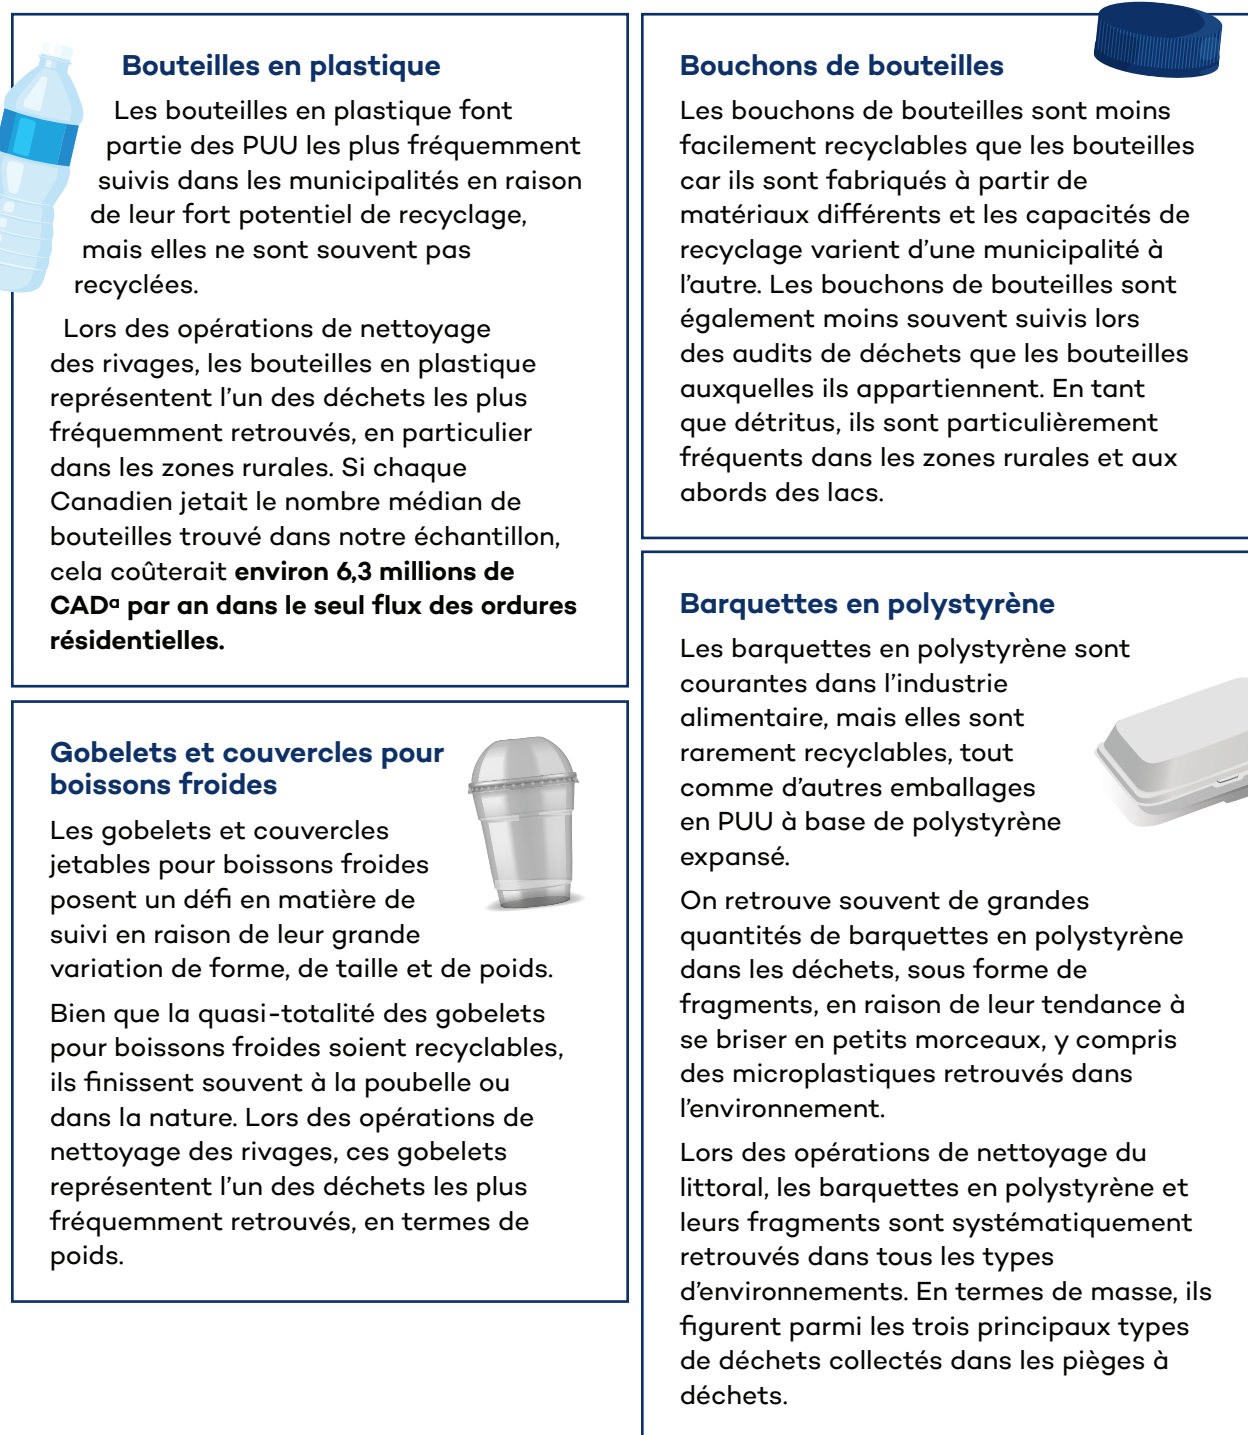 Bouteilles en plastique
Les bouteilles en plastique font
partie des PUU les plus fréquemment
suivis dans les municipalités en raison
de leur fort potentiel de recyclage,
mais elles ne sont souvent pas
recyclées.
Lors des opérations de nettoyage
des rivages, les bouteilles en plastique
représentent l’un des déchets les plus
fréquemment retrouvés, en particulier
dans les zones rurales. Si chaque
Canadien jetait le nombre médian de
bouteilles trouvé dans notre échantillon,
cela coûterait environ 6,3 millions de
CADᵃ par an dans le seul flux des ordures
résidentielles.
Gobelets et couvercles pour
boissons froides
Les gobelets et couvercles
jetables pour boissons froides
posent un défi en matière de
suivi en raison de leur grande
variation de forme, de taille et de poids.
Bien que la quasi-totalité des gobelets
pour boissons froides soient recyclables,
ils finissent souvent à la poubelle ou
dans la nature. Lors des opérations de
nettoyage des rivages, ces gobelets
représentent l’un des déchets les plus
fréquemment retrouvés, en termes de
poids.
Bouchons de bouteilles
Les bouchons de bouteilles sont moins
facilement recyclables que les bouteilles
car ils sont fabriqués à partir de
matériaux différents et les capacités de
recyclage varient d’une municipalité à
l’autre. Les bouchons de bouteilles sont
également moins souvent suivis lors
des audits de déchets que les bouteilles
auxquelles ils appartiennent. En tant
que détritus, ils sont particulièrement
fréquents dans les zones rurales et aux
abords des lacs.
Barquettes en polystyrène
Les barquettes en polystyrène sont
courantes dans l’industrie
alimentaire, mais elles sont
rarement recyclables, tout
comme d’autres emballages
en PUU à base de polystyrène
expansé.
On retrouve souvent de grandes
quantités de barquettes en polystyrène
dans les déchets, sous forme de
fragments, en raison de leur tendance à
se briser en petits morceaux, y compris
des microplastiques retrouvés dans
l’environnement.
Lors des opérations de nettoyage du
littoral, les barquettes en polystyrène et
leurs fragments sont systématiquement
retrouvés dans tous les types
d’environnements. En termes de masse, ils
figurent parmi les trois principaux types
de déchets collectés dans les pièges à
déchets.